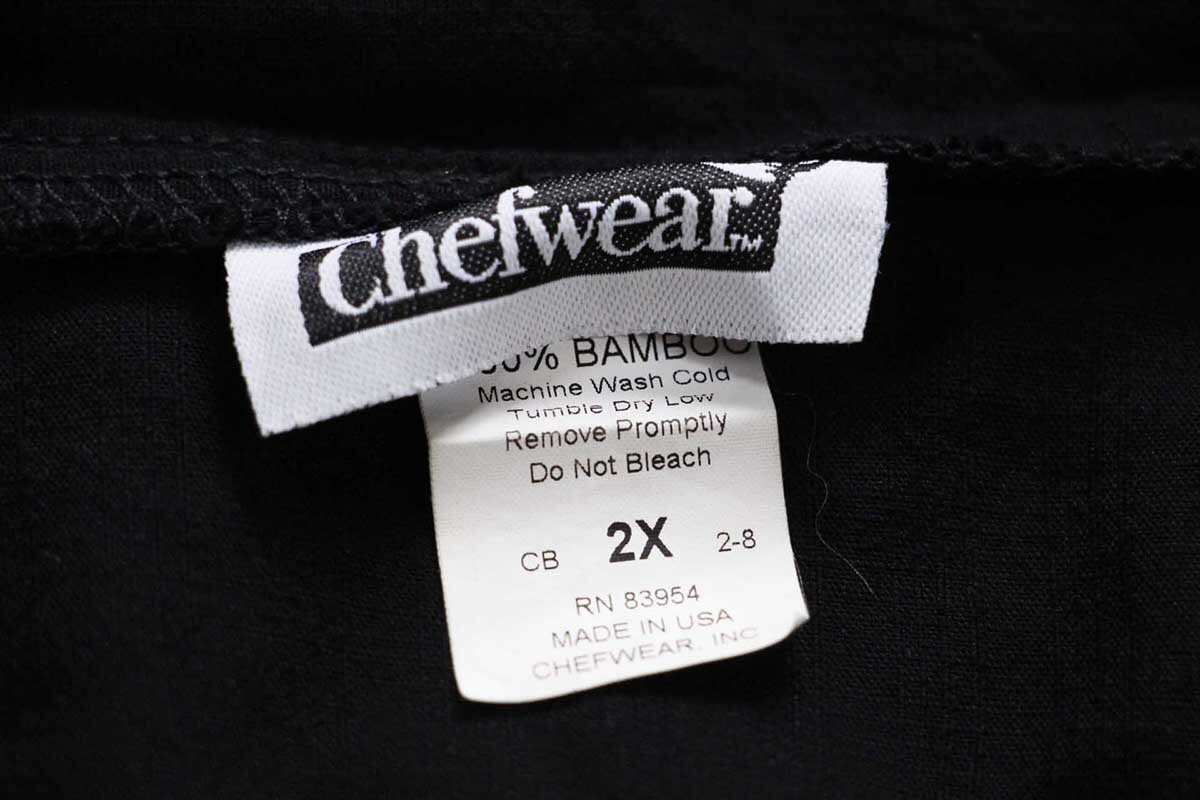 Chefwear™
00% BAMBOO
Machine Wash Cold
Tumble Dry Low
Remove Promptly
Do Not Bleach
CB 2X 2-8
RN 83954
MADE IN USA
CHEFWEAR, INC